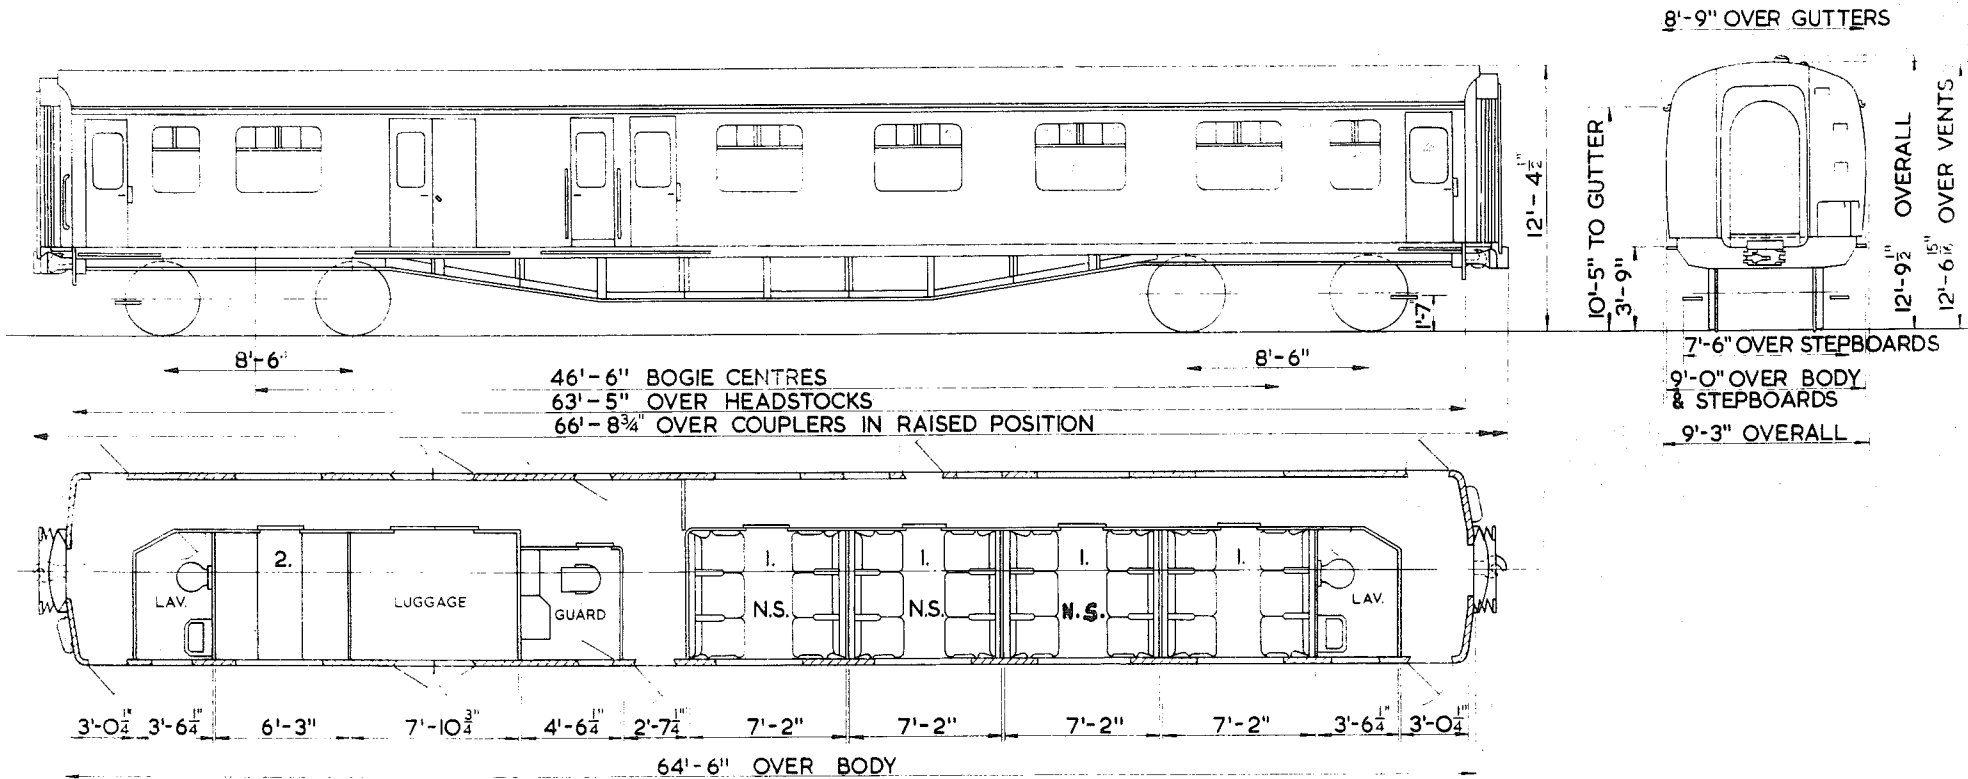 8'-9" OVER GUTTERS
12'-4½"
10'-5" TO GUTTER
3'-9"
12'-9½" OVERALL
12'-6 15/16" OVER VENTS
1'-7"
8'-6"
8'-6"
7'-6" OVER STEPBOARDS
46'-6" BOGIE CENTRES
9'-0" OVER BODY
& STEPBOARDS
63'-5" OVER HEADSTOCKS
66'-8¾" OVER COUPLERS IN RAISED POSITION
9'-3" OVERALL
2. 1. 1. 1. 1.
LAV. LUGGAGE GUARD N.S. N.S. N.S. LAV.
3'-0¼" 3'-6¼" 6'-3" 7'-10¾" 4'-6¼" 2'-7¼" 7'-2" 7'-2" 7'-2" 7'-2" 3'-6¼" 3'-0¼"
64'-6" OVER BODY